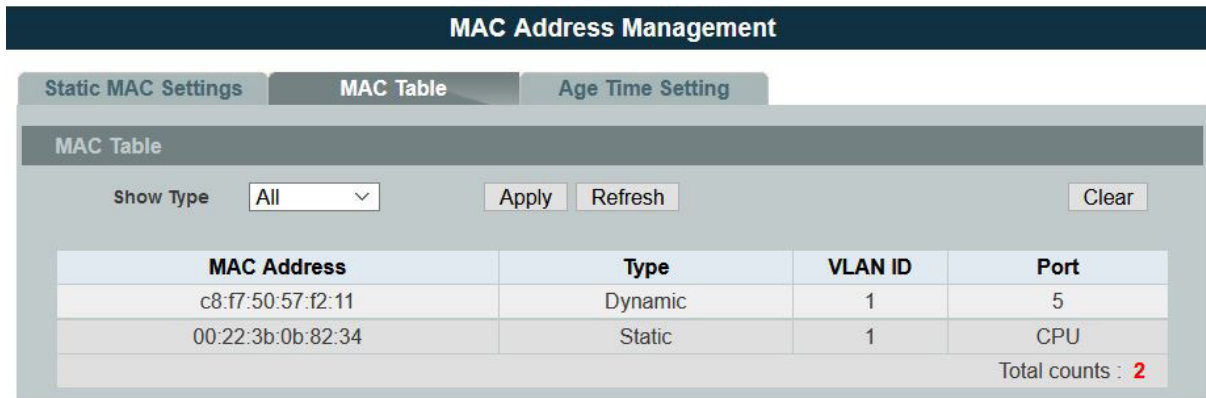 MAC Address Management
Static MAC Settings MAC Table Age Time Setting
MAC Table
Show Type All Apply Refresh Clear
MAC Address Type VLAN ID Port
c8:f7:50:57:f2:11 Dynamic 1 5
00:22:3b:0b:82:34 Static 1 CPU
Total counts : 2